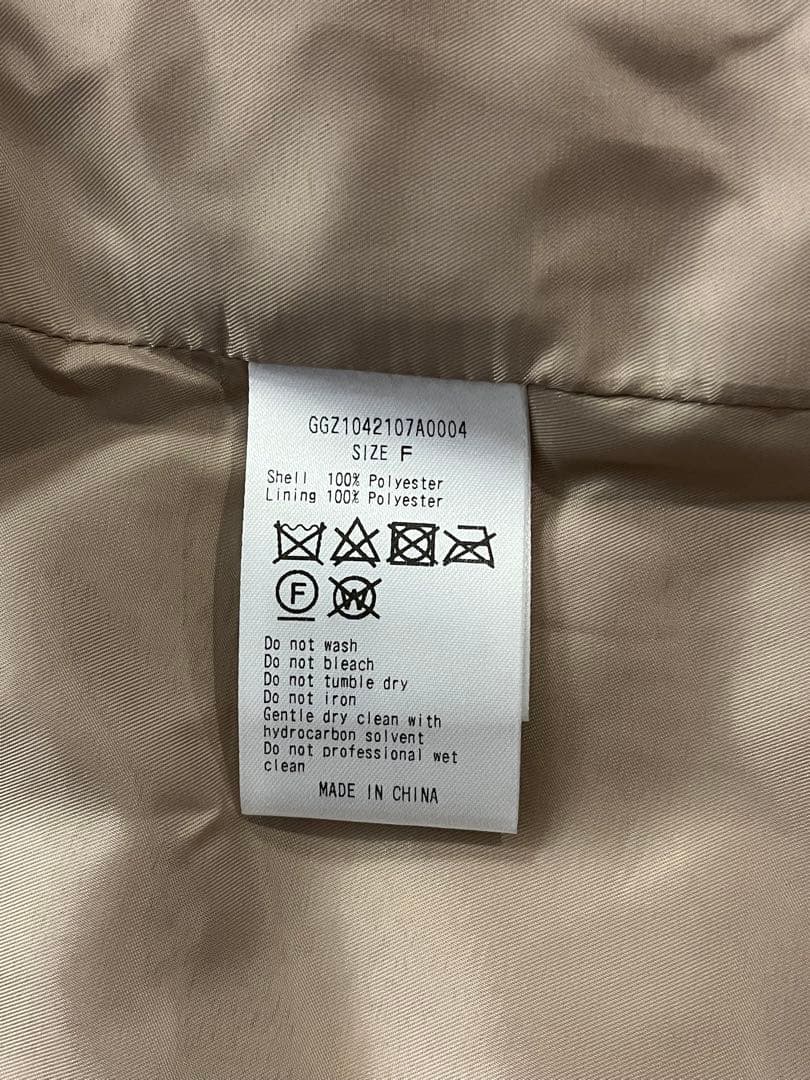 GGZ1042107A0004
SIZE F
Shell 100% Polyester
Lining 100% Polyester
F W
Do not wash
Do not bleach
Do not tumble dry
Do not iron
Gentle dry clean with
hydrocarbon solvent
Do not professional wet
clean
MADE IN CHINA